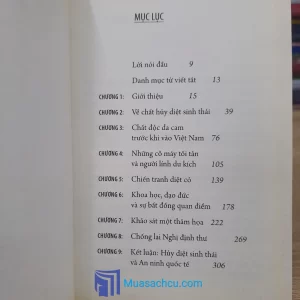 MỤC LỤC
Lời nói đầu 9
Danh mục từ viết tắt 13
CHƯƠNG 1: Giới thiệu 15
CHƯƠNG 2: Về chất hủy diệt sinh thái 39
CHƯƠNG 3: Chất độc da cam
trước khi vào Việt Nam 76
CHƯƠNG 4: Những cỗ máy tối tân
và người lính du kích 105
CHƯƠNG 5: Chiến tranh diệt cỏ 139
CHƯƠNG 6: Khoa học, đạo đức
và sự bất đồng quan điểm 178
CHƯƠNG 7: Khảo sát một thảm họa 222
CHƯƠNG 8: Chống lại Nghị định thư 269
CHƯƠNG 9: Kết luận: Hủy diệt sinh thái
và An ninh quốc tế 306
Muasachcu.com